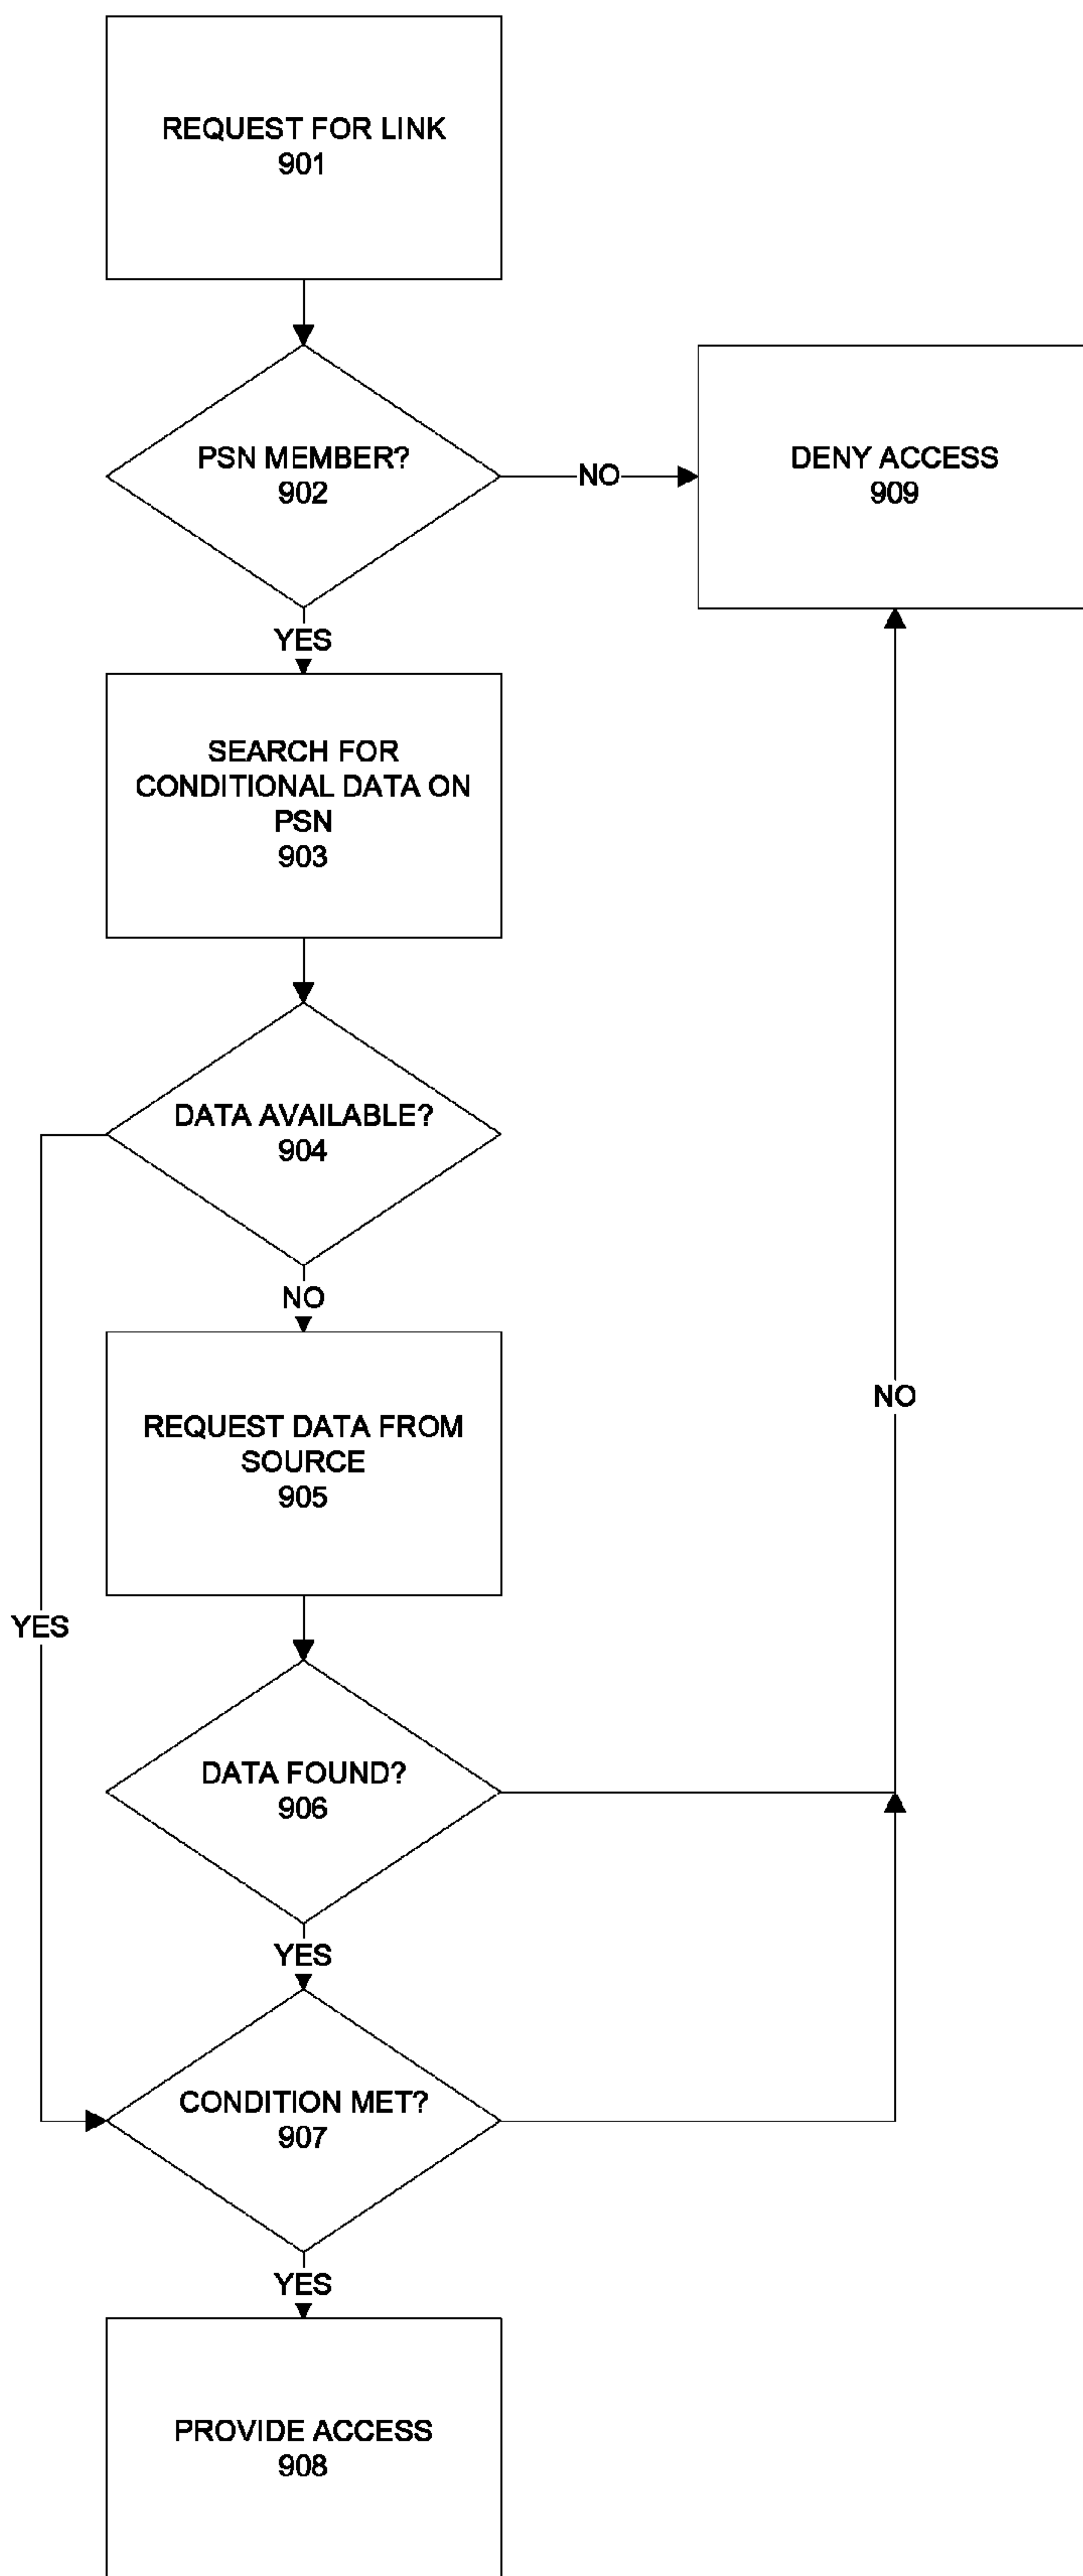 REQUEST FOR LINK
901
PSN MEMBER?
902
NO
DENY ACCESS
909
YES
SEARCH FOR
CONDITIONAL DATA ON
PSN
903
DATA AVAILABLE?
904
NO
REQUEST DATA FROM
SOURCE
905
NO
YES
DATA FOUND?
906
YES
CONDITION MET?
907
YES
PROVIDE ACCESS
908